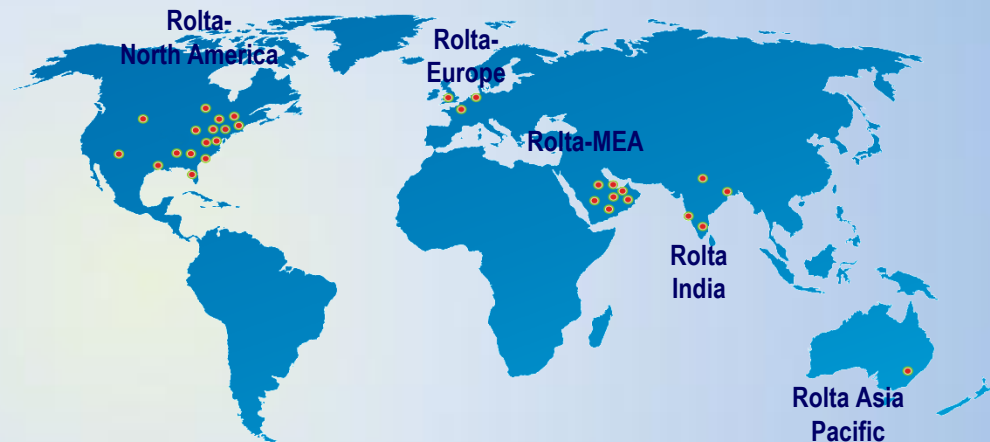 Rolta-
North America
Rolta-
Europe
Rolta-MEA
Rolta
India
Rolta Asia
Pacific